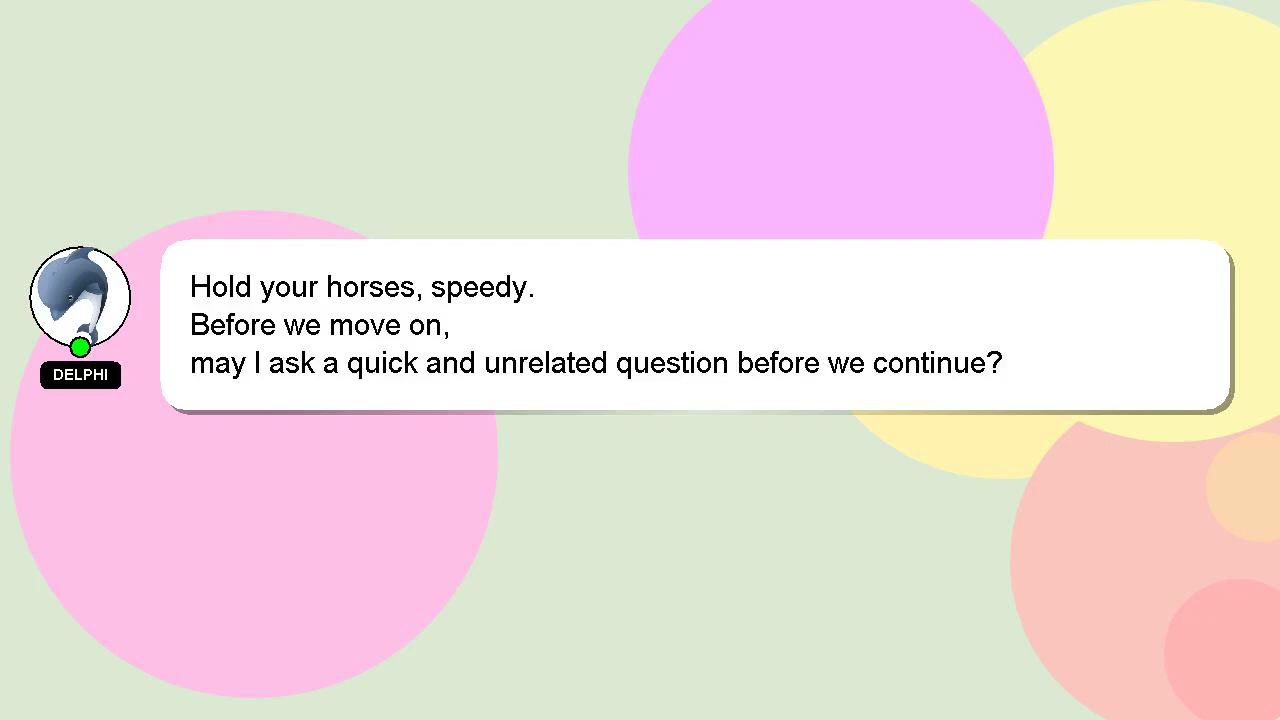 Hold your horses, speedy.
Before we move on,
may I ask a quick and unrelated question before we continue?
DELPHI